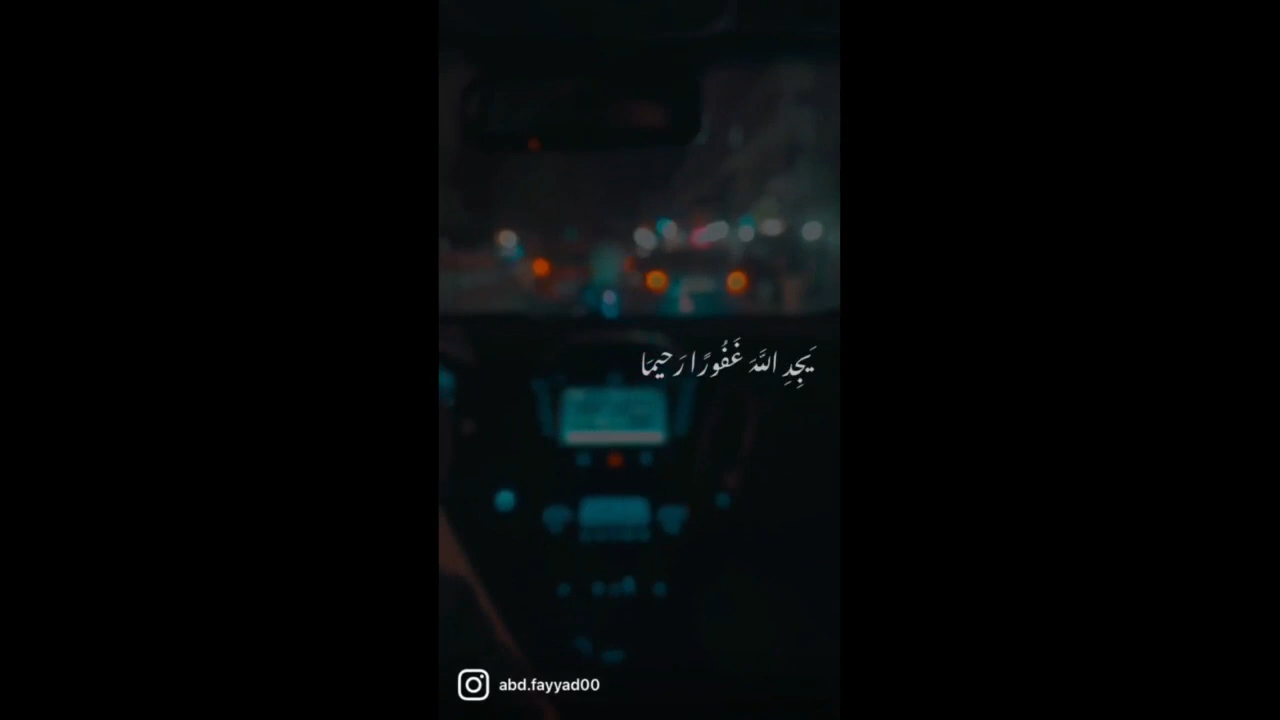 يَجِدِ اللَّهَ غَفُورًا رَحِيمَا
abd.fayyad00